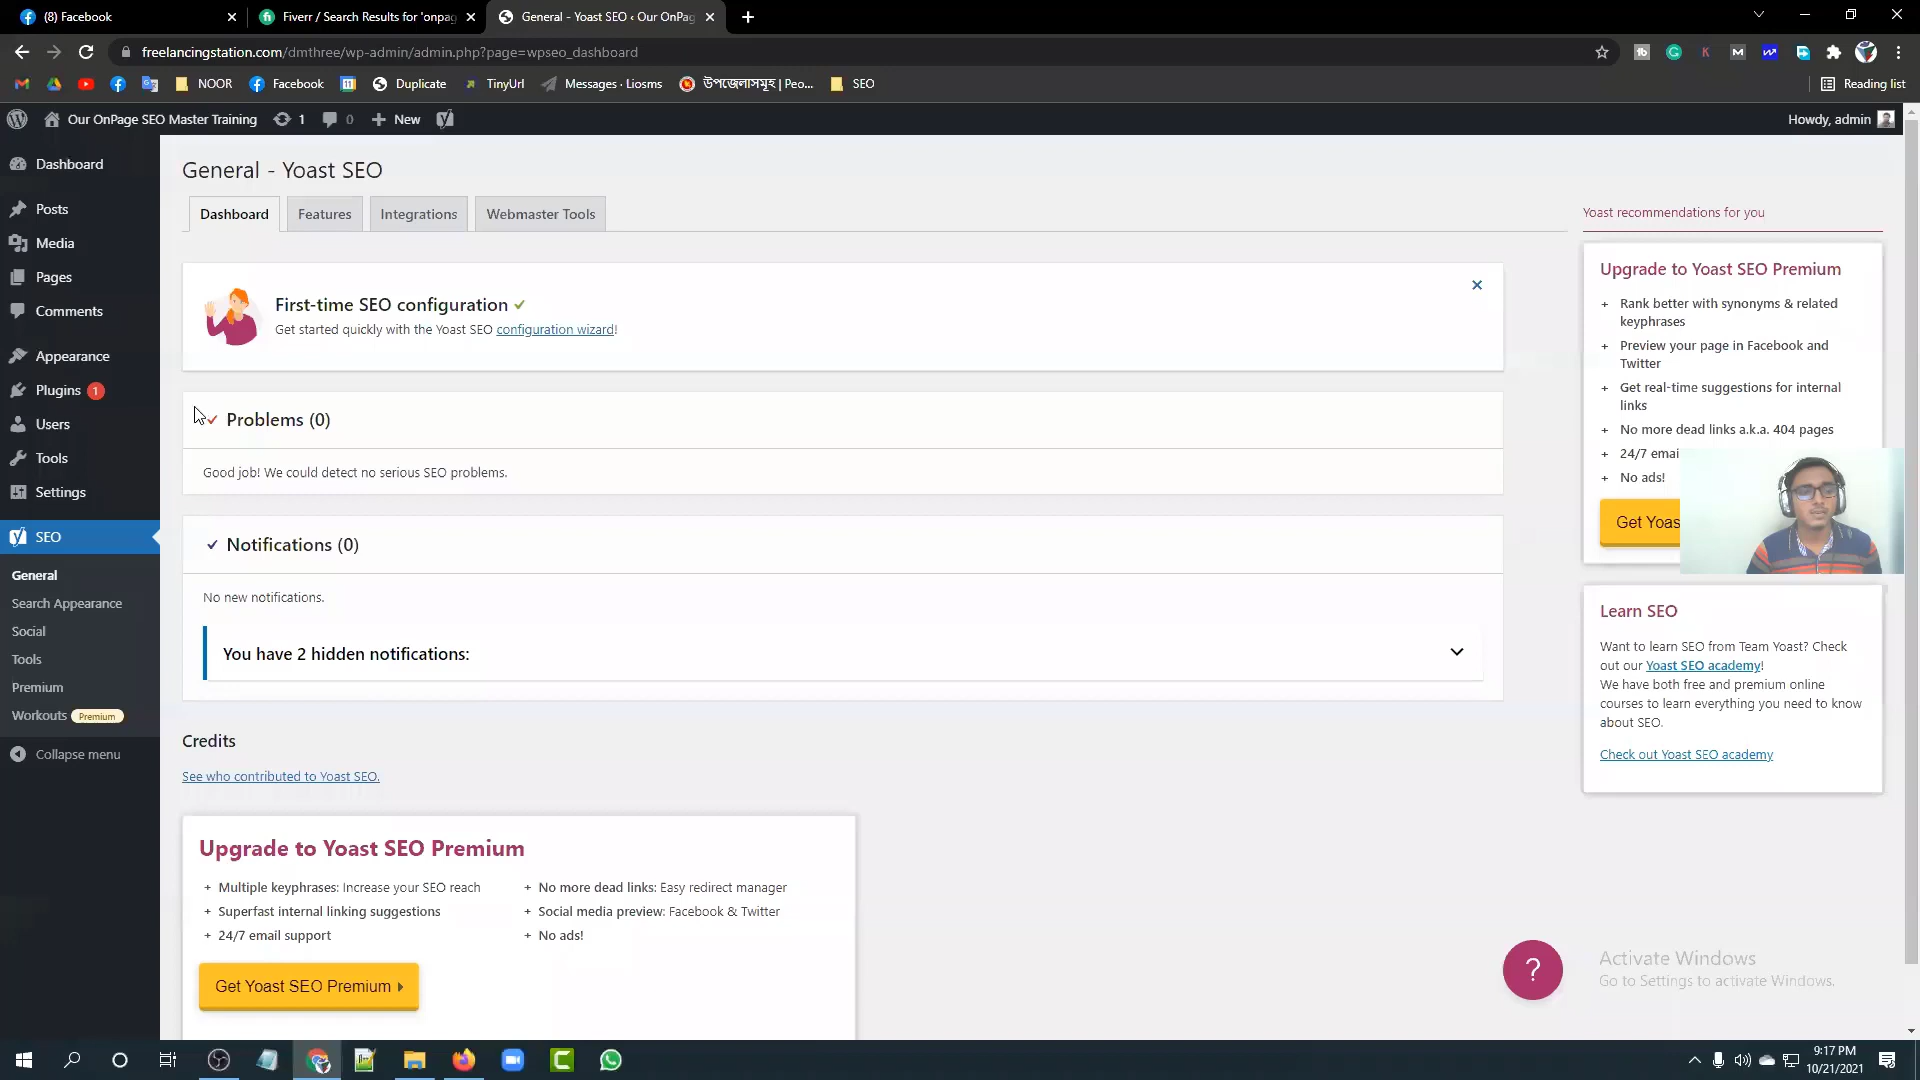 (8) Facebook
Fiverr / Search Results for 'onpag
General - Yoast SEO ‹ Our OnPag
freelancingstation.com/dmthree/wp-admin/admin.php?page=wpseo_dashboard
NOOR
Facebook
Duplicate
TinyUrl
Messages · Liosms
উপজেলাসমূহ | Peo...
SEO
Reading list
Our OnPage SEO Master Training
1
0
New
Howdy, admin
Dashboard
Posts
Media
Pages
Comments
Appearance
Plugins 1
Users
Tools
Settings
SEO
General
Search Appearance
Social
Tools
Premium
Workouts Premium
Collapse menu
General - Yoast SEO
Dashboard
Features
Integrations
Webmaster Tools
First-time SEO configuration
Get started quickly with the Yoast SEO configuration wizard!
Problems (0)
Good job! We could detect no serious SEO problems.
Notifications (0)
No new notifications.
You have 2 hidden notifications:
Credits
See who contributed to Yoast SEO.
Upgrade to Yoast SEO Premium
+ Multiple keyphrases: Increase your SEO reach
+ Superfast internal linking suggestions
+ 24/7 email support
+ No more dead links: Easy redirect manager
+ Social media preview: Facebook & Twitter
+ No ads!
Get Yoast SEO Premium
Yoast recommendations for you
Upgrade to Yoast SEO Premium
+ Rank better with synonyms & related
keyphrases
+ Preview your page in Facebook and
Twitter
+ Get real-time suggestions for internal
links
+ No more dead links a.k.a. 404 pages
+ 24/7 emai
+ No ads!
Get Yoas
Learn SEO
Want to learn SEO from Team Yoast? Check
out our Yoast SEO academy!
We have both free and premium online
courses to learn everything you need to know
about SEO.
Check out Yoast SEO academy
?
Activate Windows
Go to Settings to activate Windows.
9:17 PM
10/21/2021